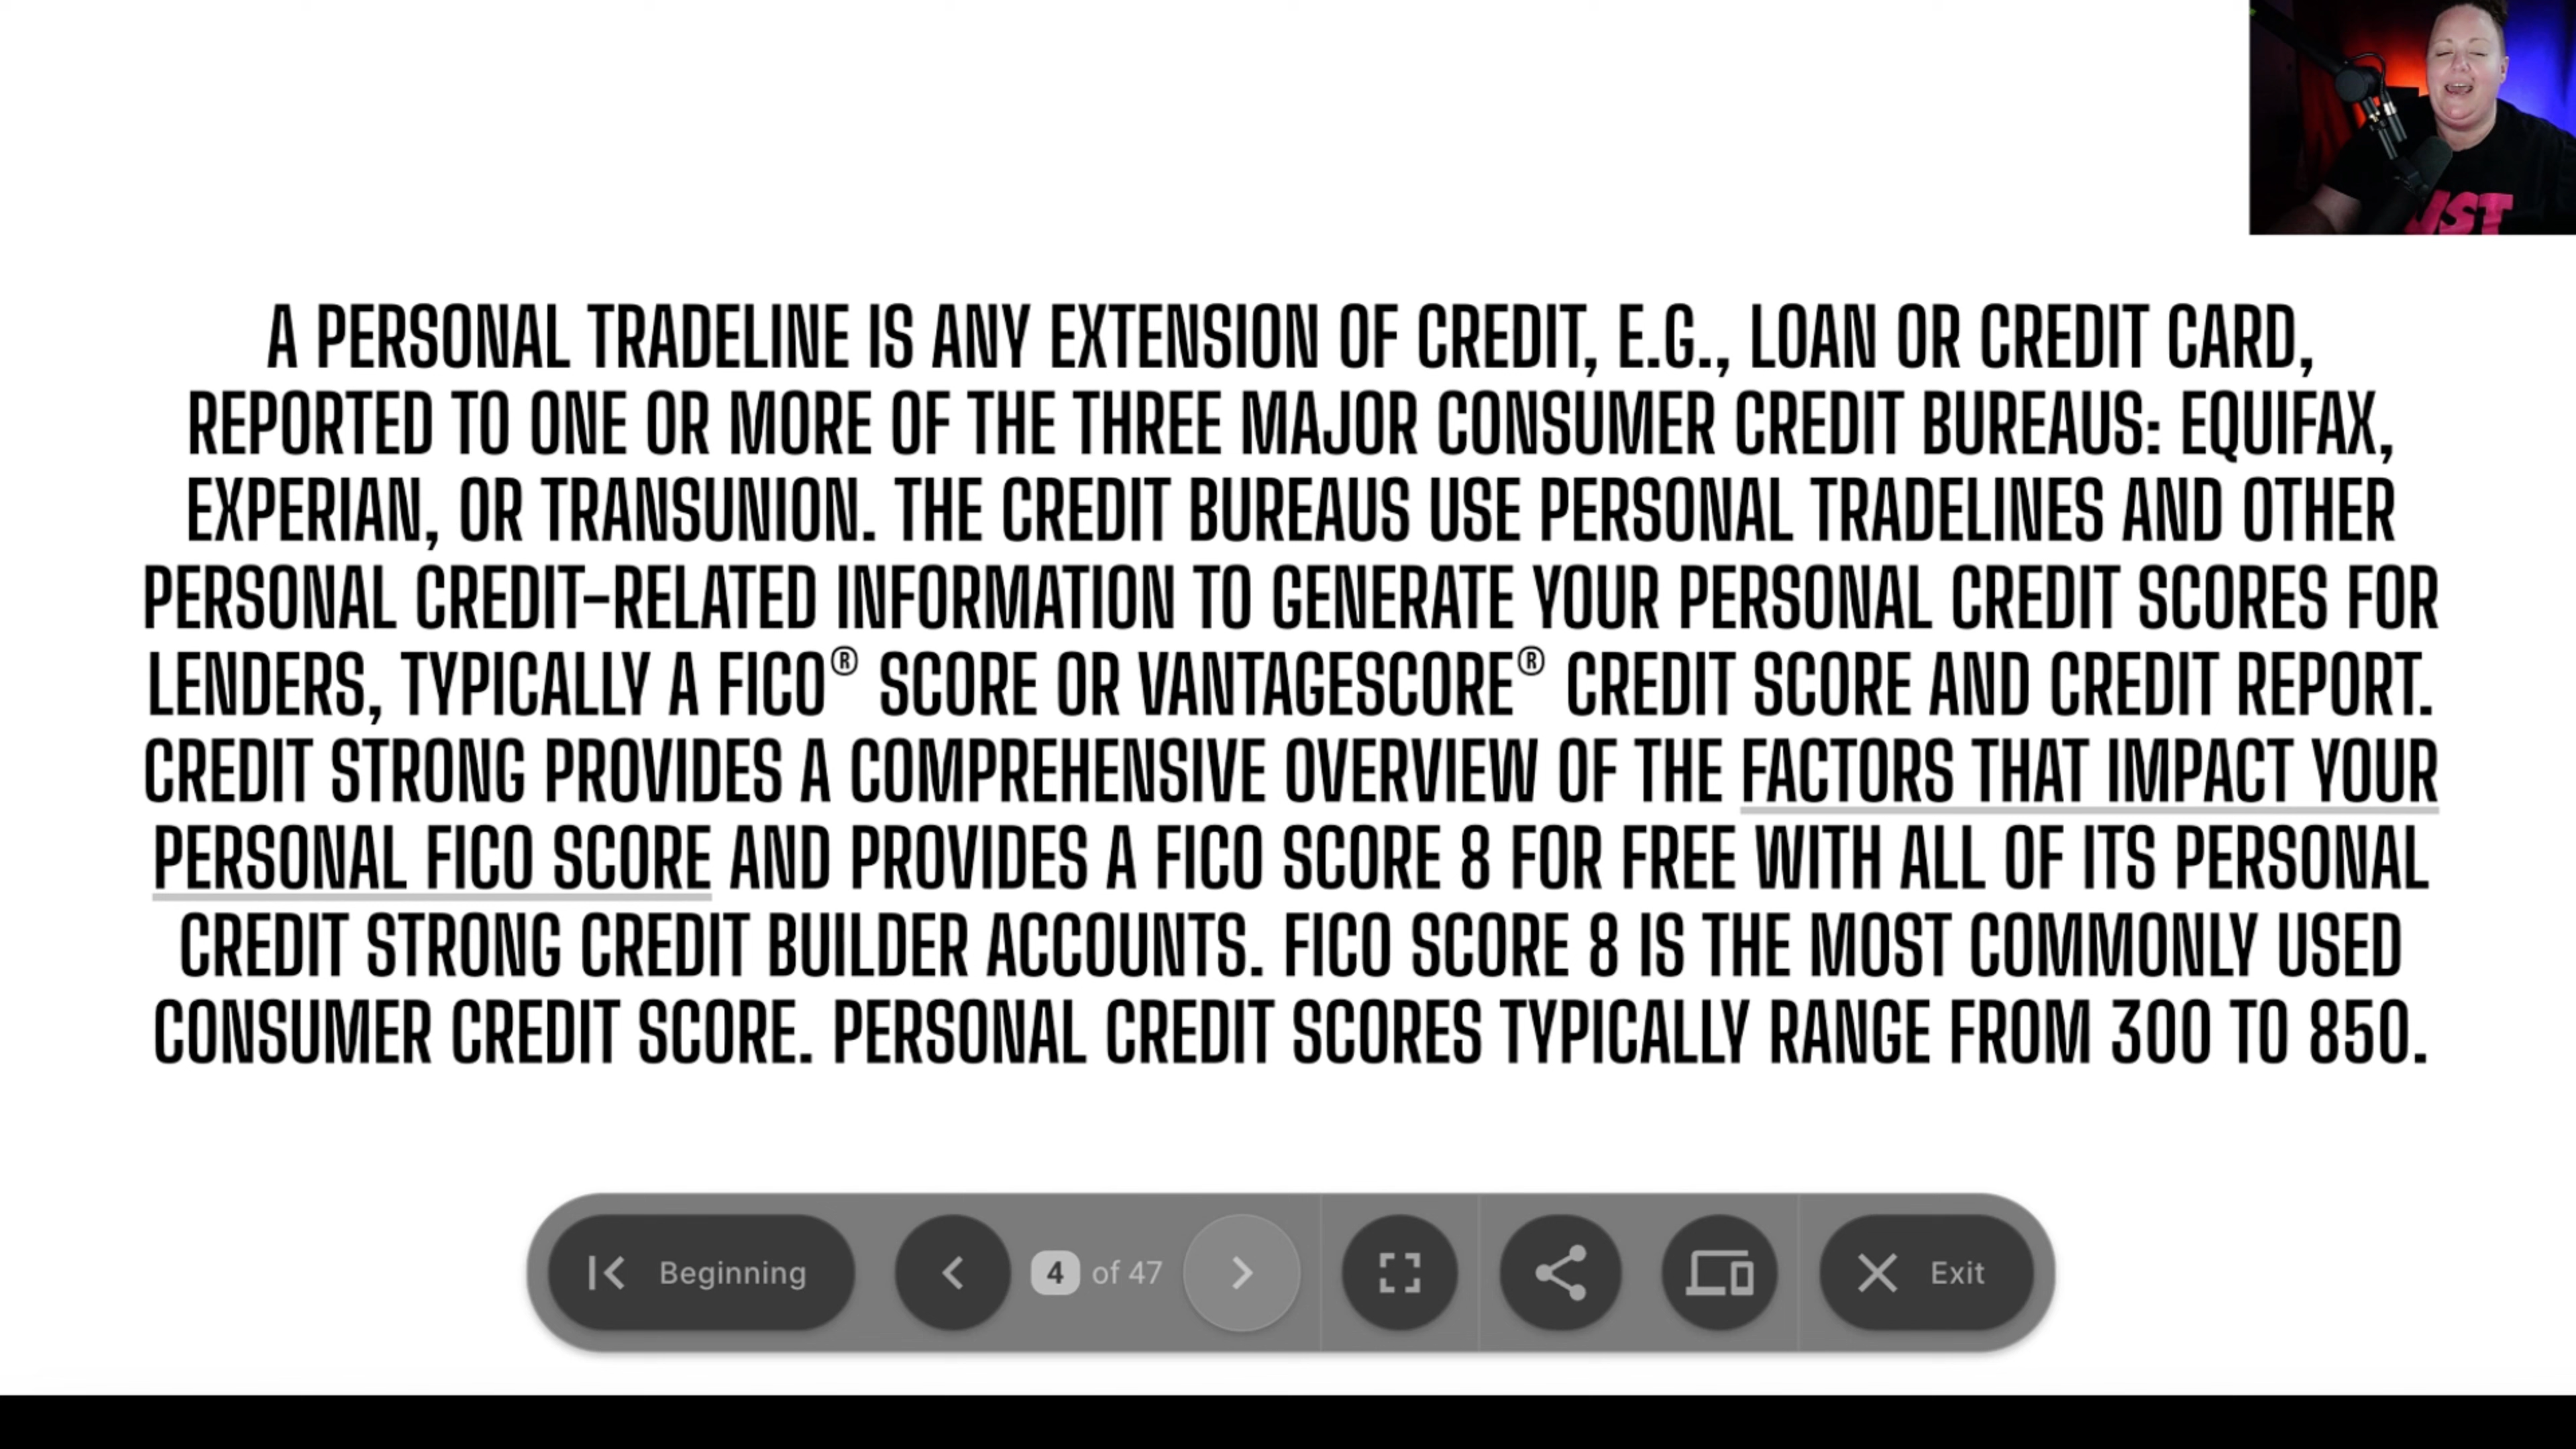 A PERSONAL TRADELINE IS ANY EXTENSION OF CREDIT, E.G., LOAN OR CREDIT CARD,
REPORTED TO ONE OR MORE OF THE THREE MAJOR CONSUMER CREDIT BUREAUS: EQUIFAX,
EXPERIAN, OR TRANSUNION. THE CREDIT BUREAUS USE PERSONAL TRADELINES AND OTHER
PERSONAL CREDIT-RELATED INFORMATION TO GENERATE YOUR PERSONAL CREDIT SCORES FOR
LENDERS, TYPICALLY A FICO® SCORE OR VANTAGESCORE® CREDIT SCORE AND CREDIT REPORT.
CREDIT STRONG PROVIDES A COMPREHENSIVE OVERVIEW OF THE FACTORS THAT IMPACT YOUR
PERSONAL FICO SCORE AND PROVIDES A FICO SCORE 8 FOR FREE WITH ALL OF ITS PERSONAL
CREDIT STRONG CREDIT BUILDER ACCOUNTS. FICO SCORE 8 IS THE MOST COMMONLY USED
CONSUMER CREDIT SCORE. PERSONAL CREDIT SCORES TYPICALLY RANGE FROM 300 TO 850.
Beginning 4 of 47 Exit